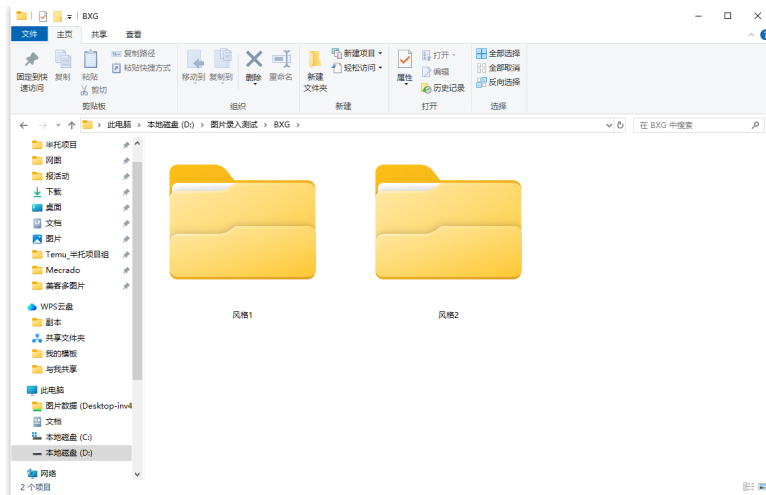 BXG
文件 主页 共享 查看
固定到快速访问 复制 粘贴 复制路径 粘贴快捷方式 剪切 移动到 复制到 删除 重命名 新建文件夹 新建项目 轻松访问 属性 打开 编辑 历史记录 全部选择 全部取消 反向选择
剪贴板 组织 新建 打开 选择
此电脑 › 本地磁盘 (D:) › 图片录入测试 › BXG ›
在 BXG 中搜索
半托项目
网图
报活动
下载
桌面
文档
图片
Temu_半托项目组
Mecrado
美客多图片
WPS云盘
副本
共享文件夹
我的模板
与我共享
此电脑
图片数据 (Desktop-inv4
文档
本地磁盘 (C:)
本地磁盘 (D:)
网络
风格1
风格2
2 个项目